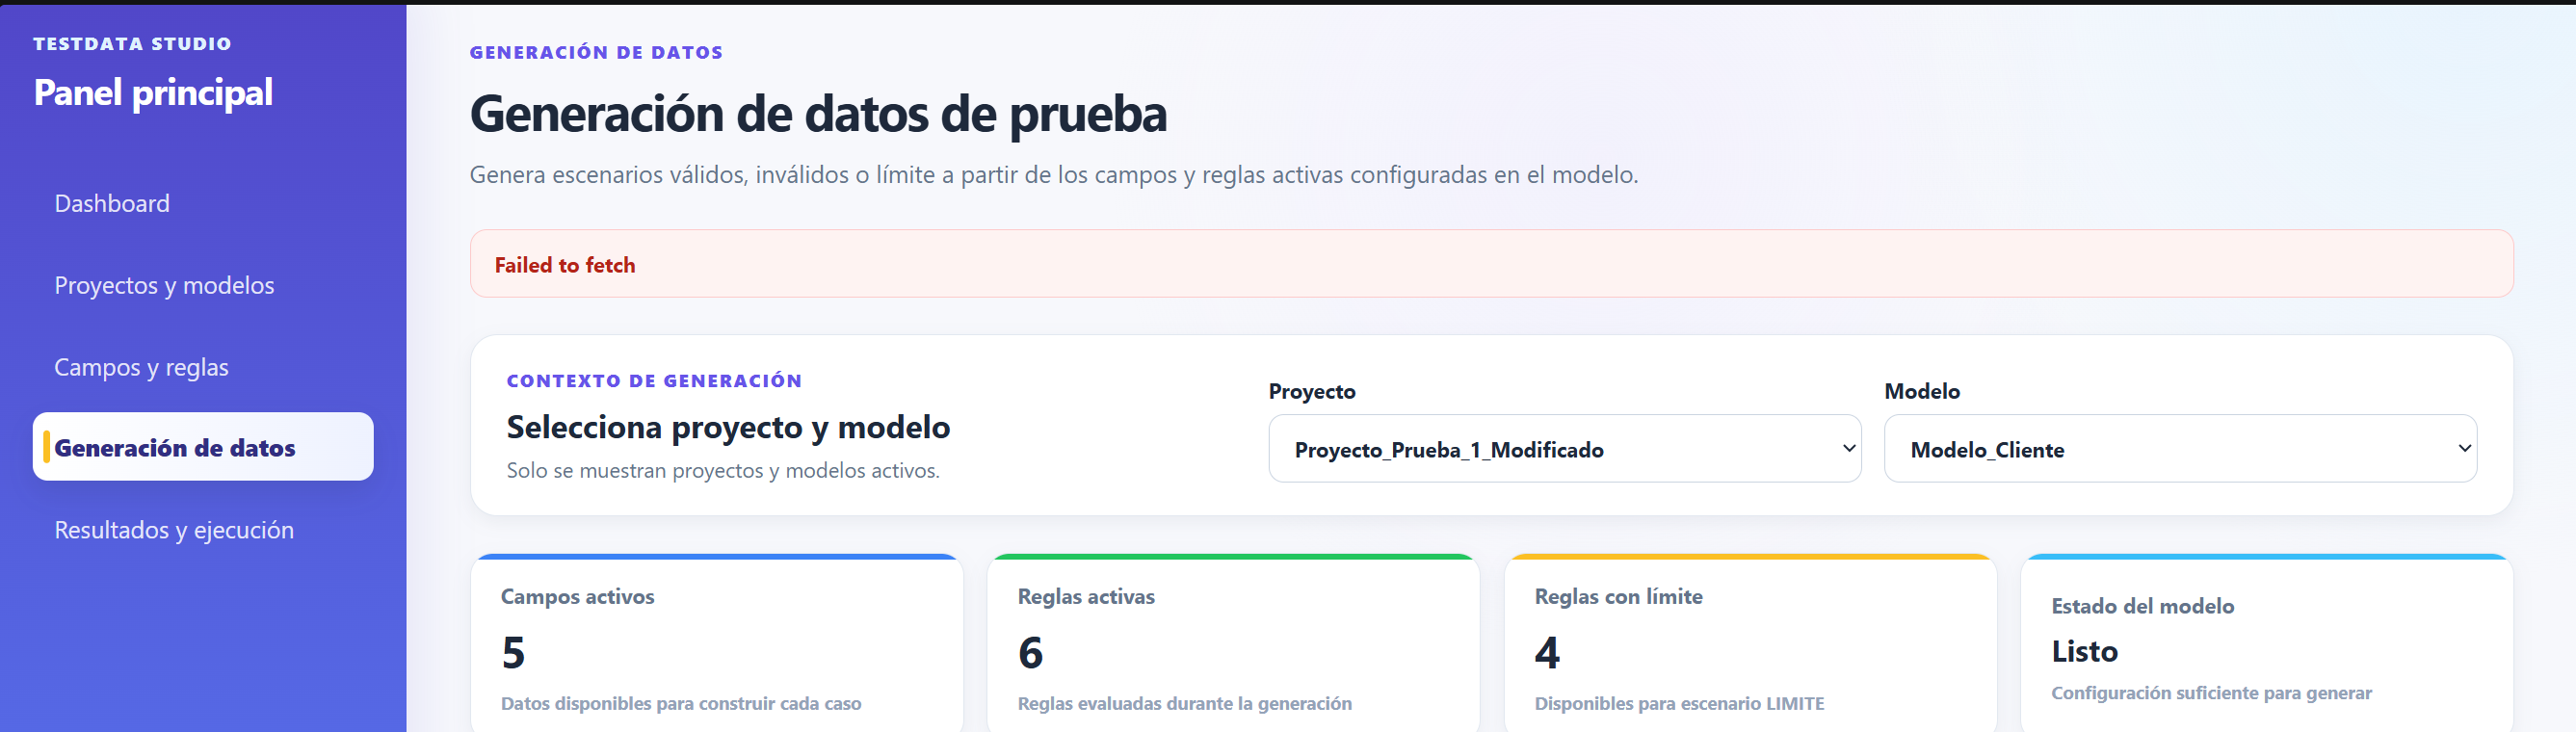 TESTDATA STUDIO
Panel principal
Dashboard
Proyectos y modelos
Campos y reglas
Generación de datos
Resultados y ejecución
GENERACIÓN DE DATOS
Generación de datos de prueba
Genera escenarios válidos, inválidos o límite a partir de los campos y reglas activas configuradas en el modelo.
Failed to fetch
CONTEXTO DE GENERACIÓN
Selecciona proyecto y modelo
Solo se muestran proyectos y modelos activos.
Proyecto
Proyecto_Prueba_1_Modificado
Modelo
Modelo_Cliente
Campos activos
5
Datos disponibles para construir cada caso
Reglas activas
6
Reglas evaluadas durante la generación
Reglas con límite
4
Disponibles para escenario LIMITE
Estado del modelo
Listo
Configuración suficiente para generar